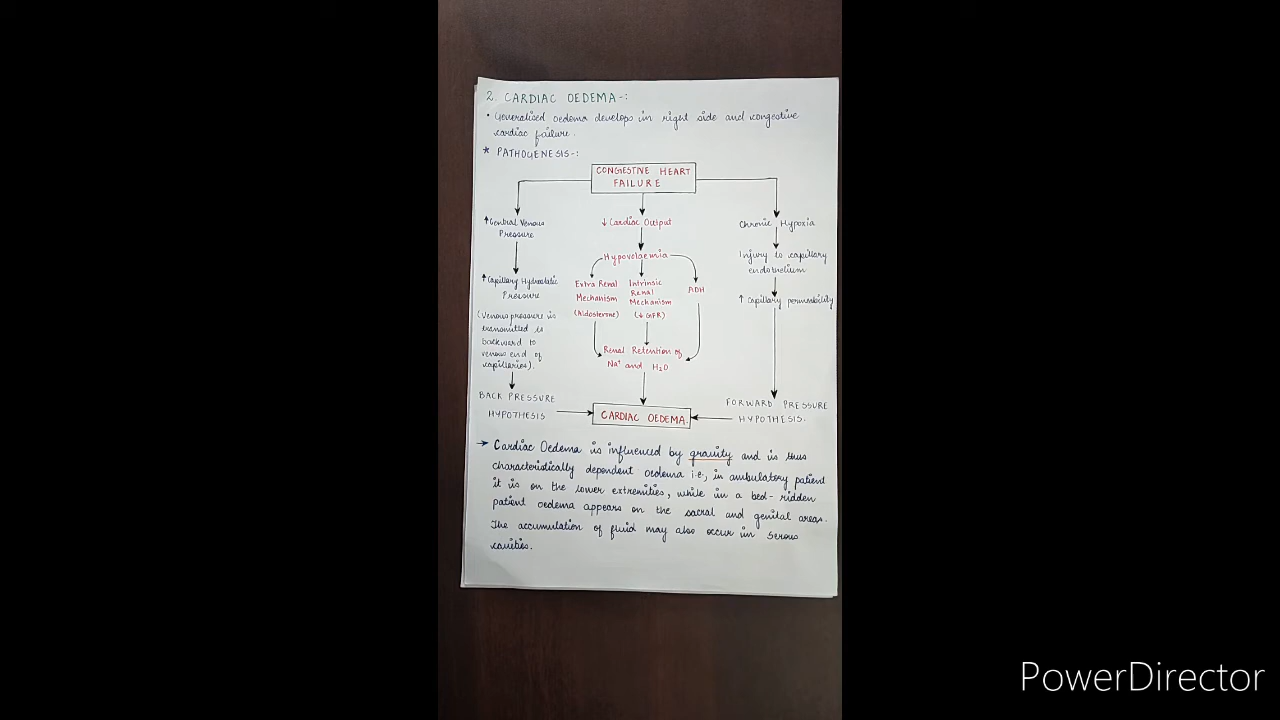 2. CARDIAC OEDEMA-:
• Generalised oedema develops in right side and congestive
cardiac failure.
* PATHOGENESIS-:
CONGESTIVE HEART
FAILURE
↑Central Venous
Pressure
↑Capillary Hydrostatic
Pressure
(Venous pressure is
transmitted is
backward to
venous end of
capillaries).
BACK PRESSURE
HYPOTHESIS
↓ Cardiac Output
Hypovolaemia
Extra Renal
Mechanism
(Aldosterone)
Intrinsic
Renal
Mechanism
(↓ GFR)
ADH
Renal Retention of
Na⁺ and H₂O
CARDIAC OEDEMA.
Chronic Hypoxia
Injury to capillary
endothelium
↑ Capillary permeability
FORWARD PRESSURE
HYPOTHESIS.
→ Cardiac Oedema is influenced by gravity and is thus
characteristically dependent oedema i.e., in ambulatory patient
it is on the lower extremities, while in a bed-ridden
patient oedema appears on the sacral and genital areas.
The accumulation of fluid may also occur in serous
cavities.
PowerDirector